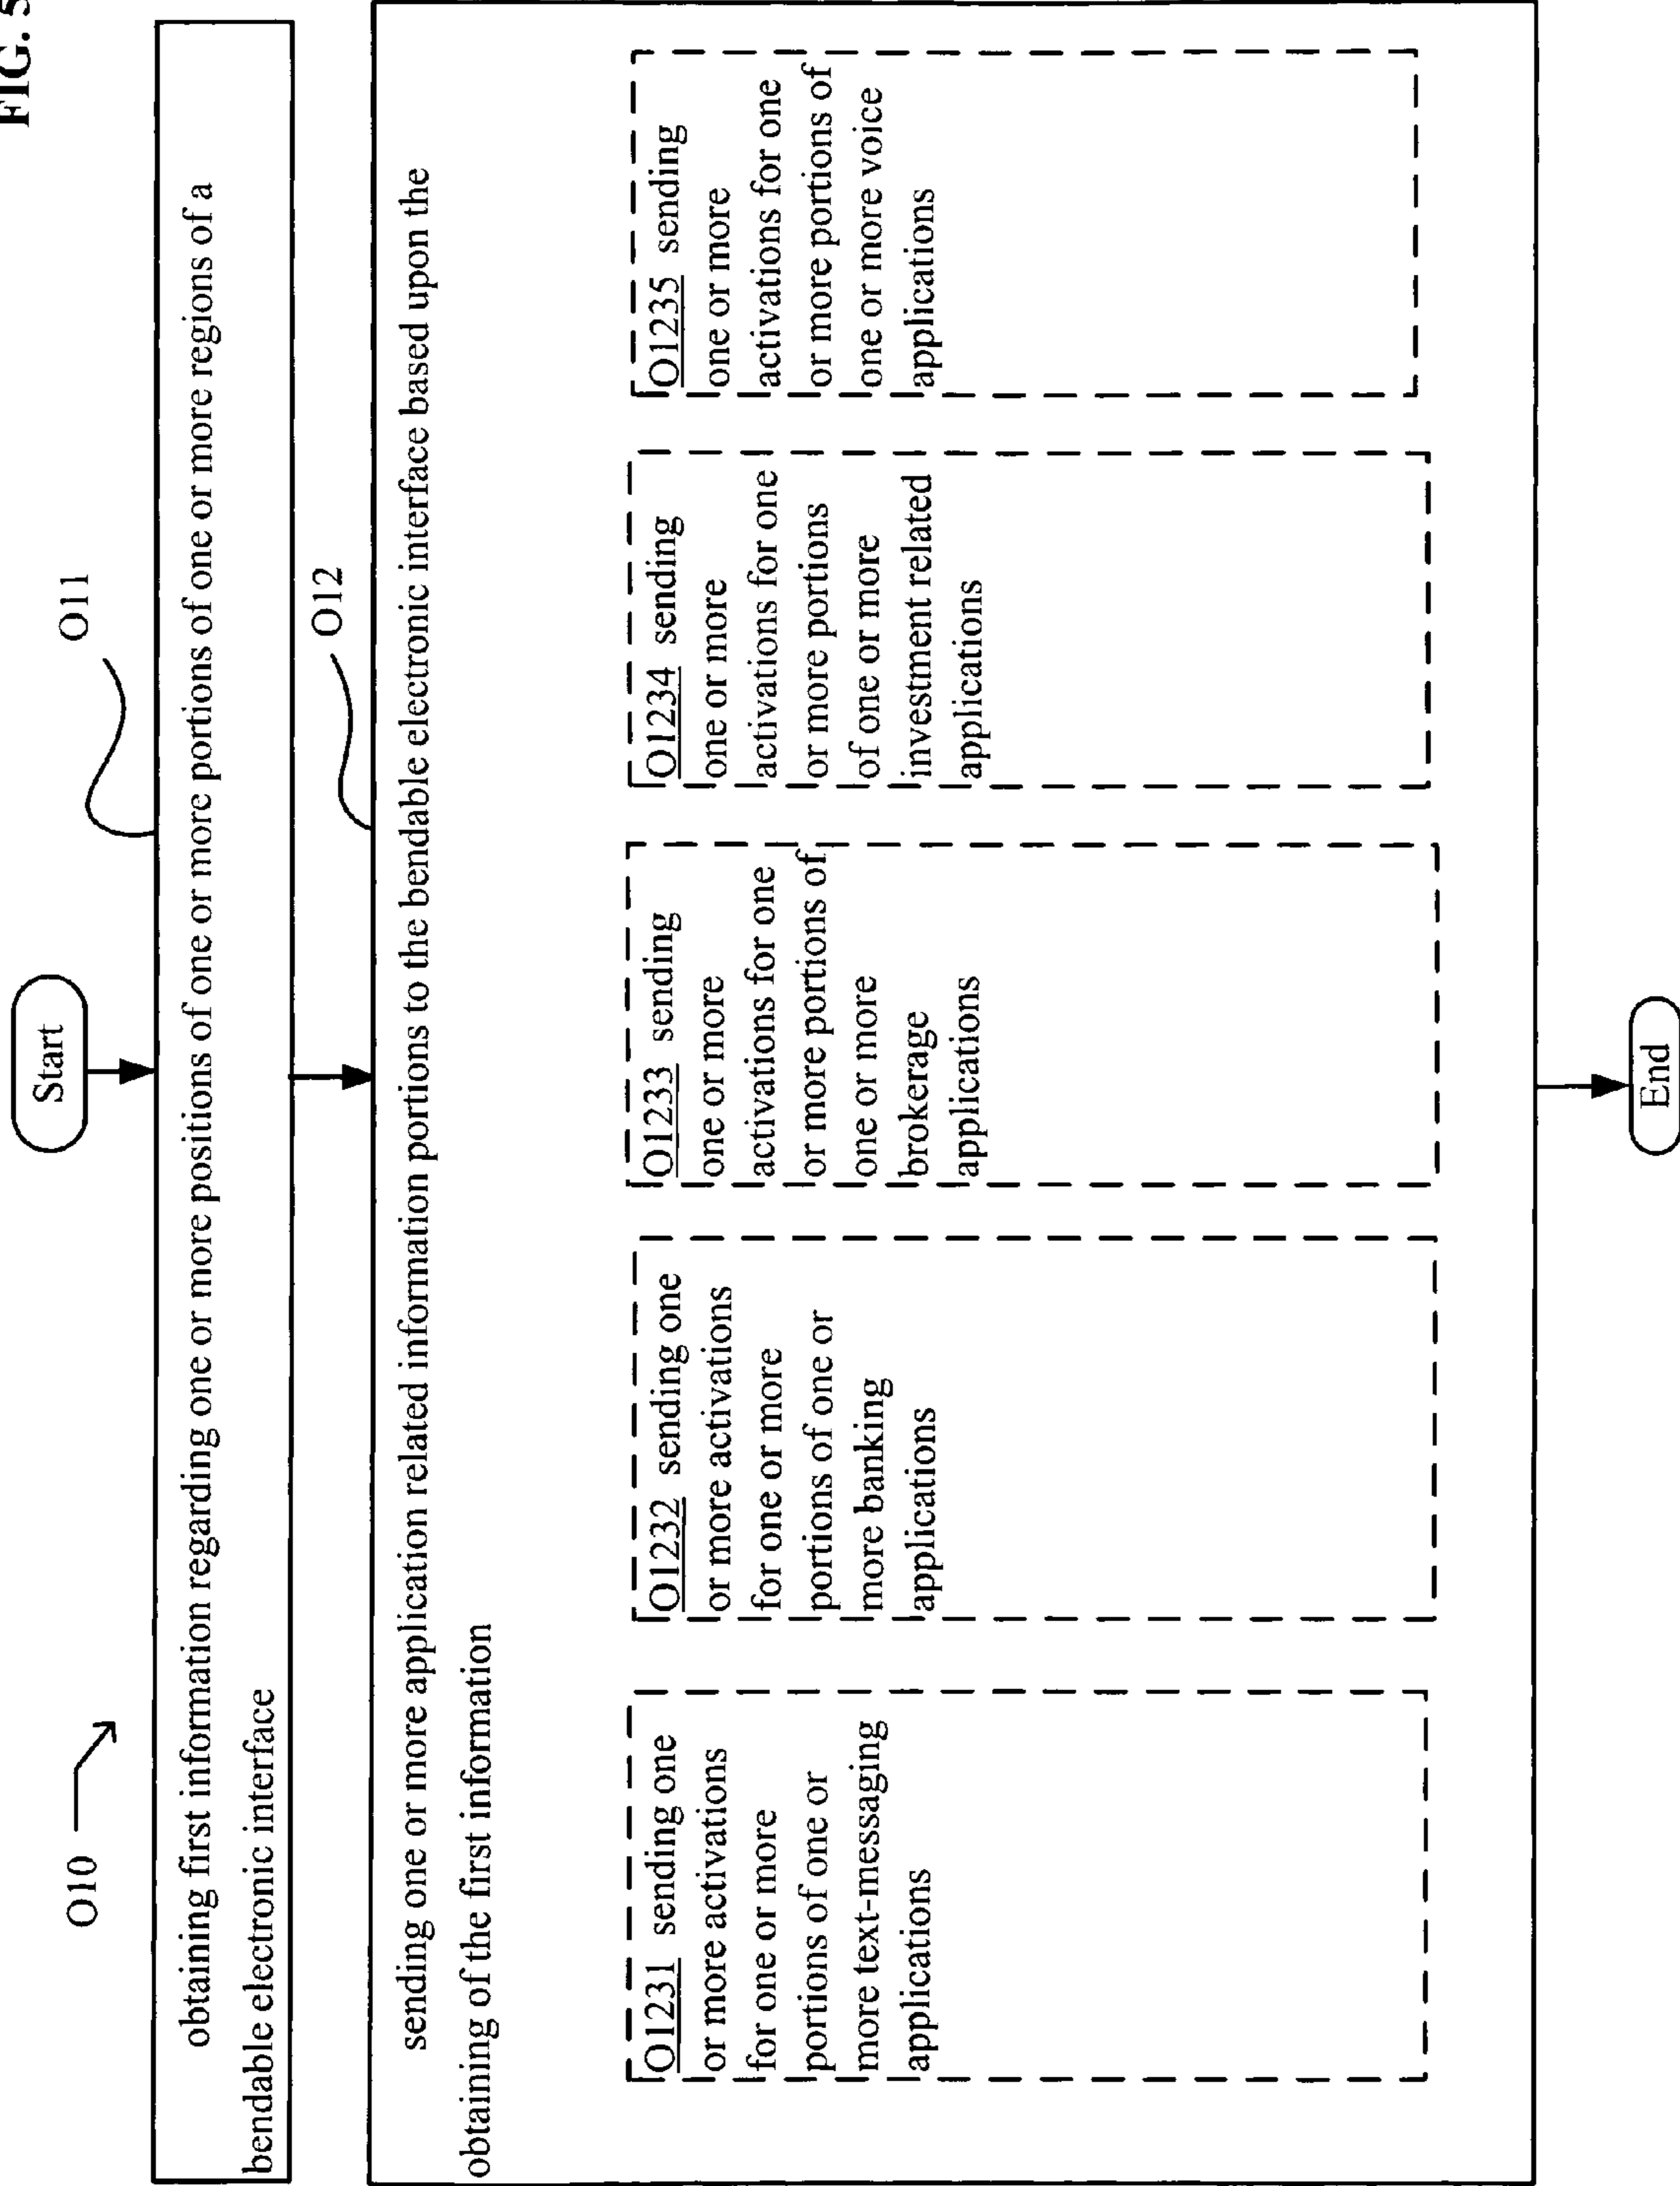 FIG. 5
Start
O10
O11
obtaining first information regarding one or more positions of one or more portions of one or more regions of a
bendable electronic interface
O12
sending one or more application related information portions to the bendable electronic interface based upon the
obtaining of the first information
O1231 sending one
or more activations
for one or more
portions of one or
more text-messaging
applications
O1232 sending one
or more activations
for one or more
portions of one or
more banking
applications
O1233 sending
one or more
activations for one
or more portions of
one or more
brokerage
applications
O1234 sending
one or more
activations for one
or more portions
of one or more
investment related
applications
O1235 sending
one or more
activations for one
or more portions of
one or more voice
applications
End